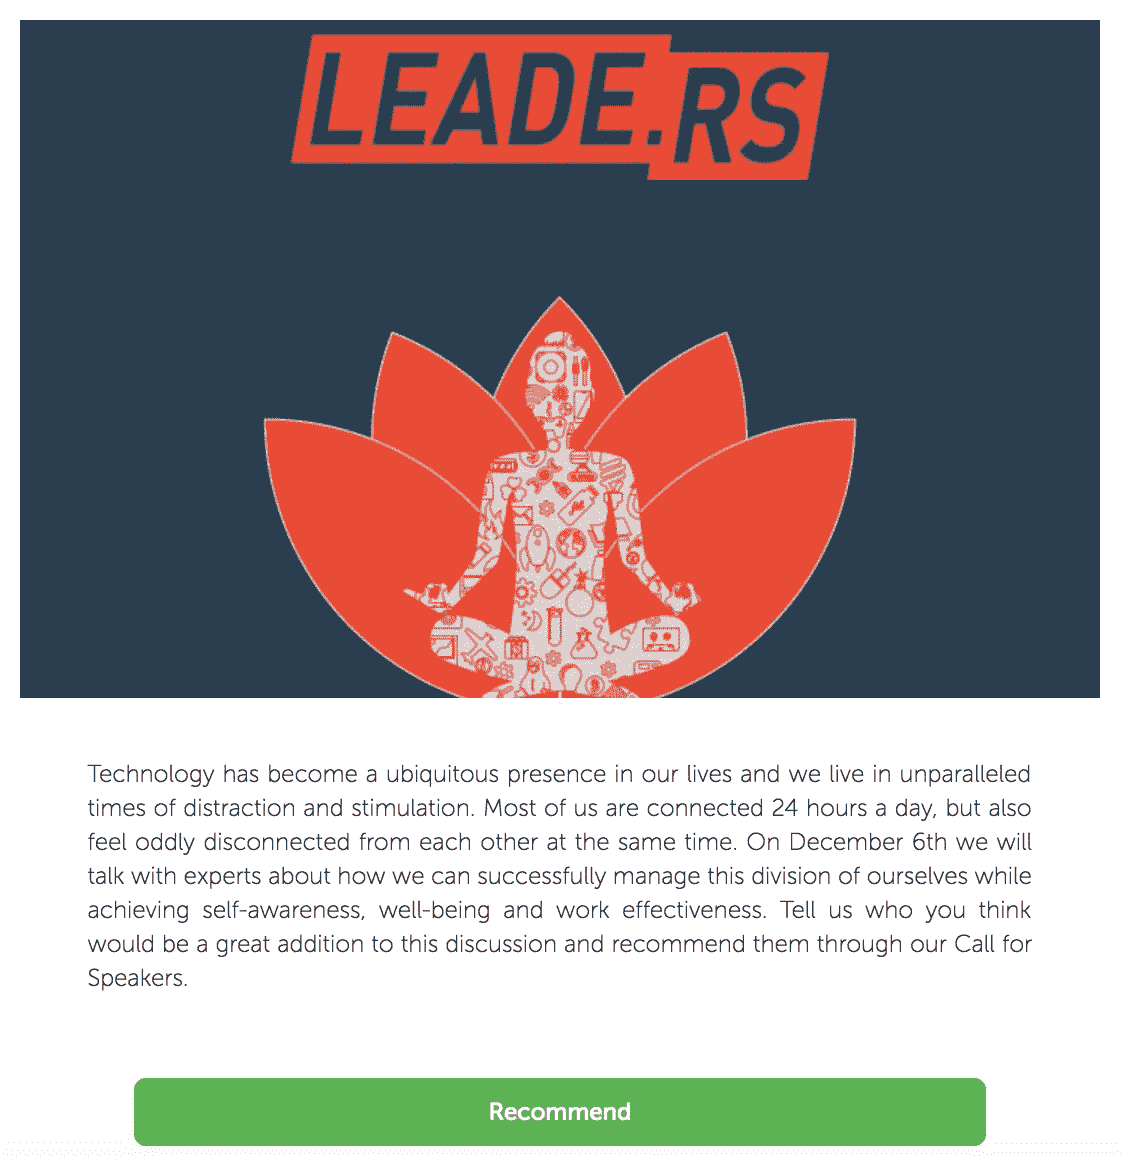 LEADE.RS
Technology has become a ubiquitous presence in our lives and we live in unparalleled
times of distraction and stimulation. Most of us are connected 24 hours a day, but also
feel oddly disconnected from each other at the same time. On December 6th we will
talk with experts about how we can successfully manage this division of ourselves while
achieving self-awareness, well-being and work effectiveness. Tell us who you think
would be a great addition to this discussion and recommend them through our Call for
Speakers.
Recommend